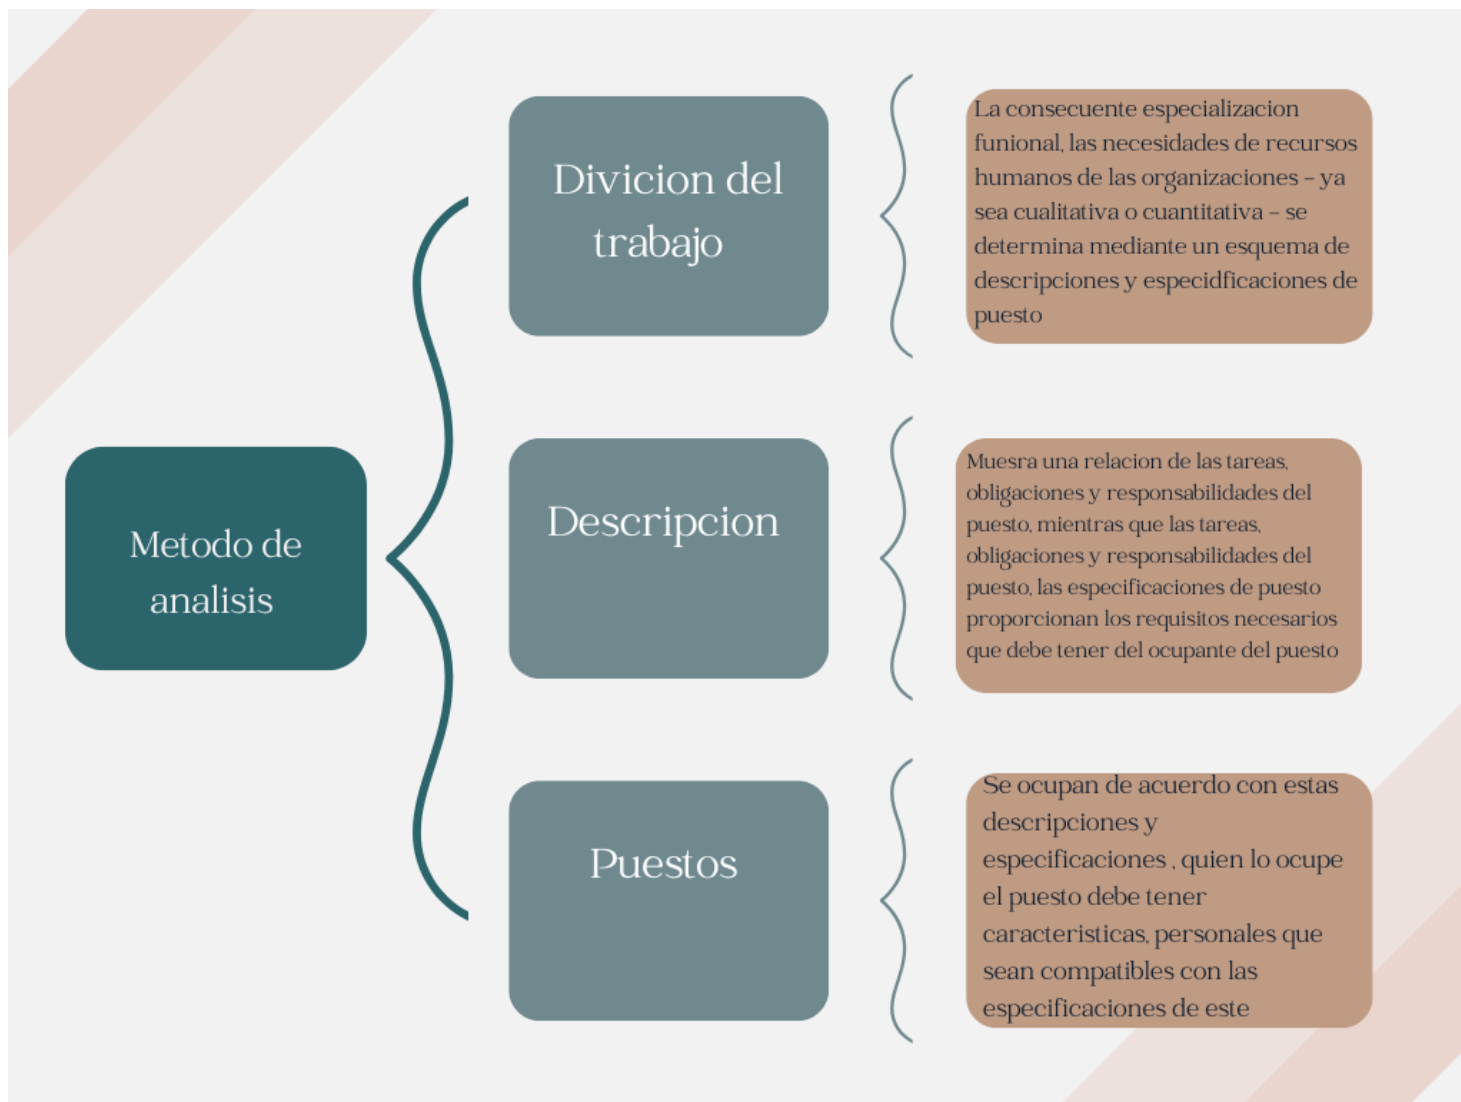 Metodo de
analisis
Divicion del
trabajo
La consecuente especializacion
funional, las necesidades de recursos
humanos de las organizaciones – ya
sea cualitativa o cuantitativa – se
determina mediante un esquema de
descripciones y especidficaciones de
puesto
Descripcion
Muesra una relacion de las tareas,
obligaciones y responsabilidades del
puesto, mientras que las tareas,
obligaciones y responsabilidades del
puesto, las especificaciones de puesto
proporcionan los requisitos necesarios
que debe tener del ocupante del puesto
Puestos
Se ocupan de acuerdo con estas
descripciones y
especificaciones , quien lo ocupe
el puesto debe tener
caracteristicas, personales que
sean compatibles con las
especificaciones de este